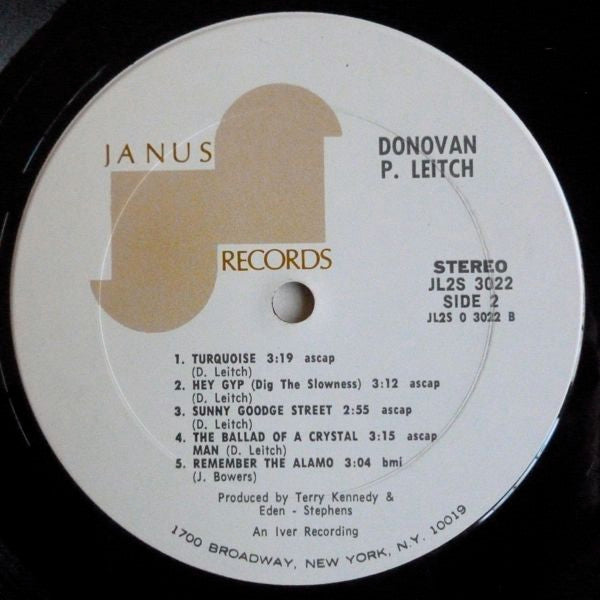 JANUS
RECORDS
DONOVAN
P. LEITCH
STEREO
JL2S 3022
SIDE 2
JL2S O 3022 B
1. TURQUOISE 3:19 ascap
(D. Leitch)
2. HEY GYP (Dig The Slowness) 3:12 ascap
(D. Leitch)
3. SUNNY GOODGE STREET 2:55 ascap
(D. Leitch)
4. THE BALLAD OF A CRYSTAL 3:15 ascap
MAN (D. Leitch)
5. REMEMBER THE ALAMO 3:04 bmi
(J. Bowers)
Produced by Terry Kennedy &
Eden - Stephens
An Iver Recording
1700 BROADWAY, NEW YORK, N.Y. 10019